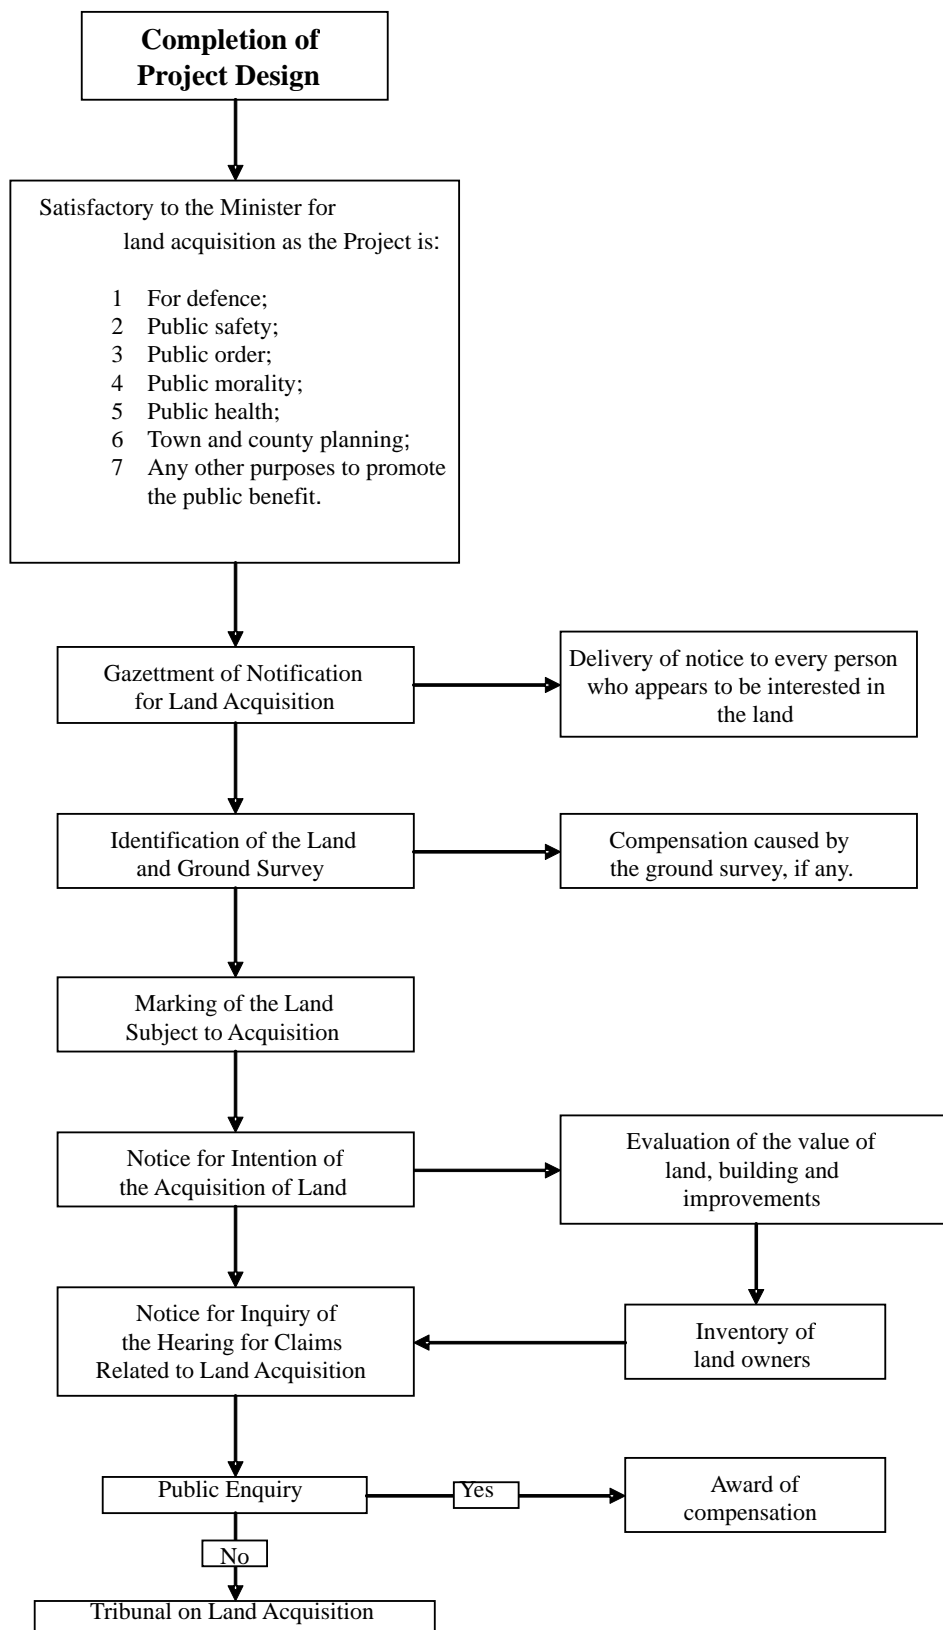 Completion of
Project Design
Satisfactory to the Minister for
land acquisition as the Project is:
1 For defence;
2 Public safety;
3 Public order;
4 Public morality;
5 Public health;
6 Town and county planning;
7 Any other purposes to promote
the public benefit.
Gazettment of Notification
for Land Acquisition
Delivery of notice to every person
who appears to be interested in
the land
Identification of the Land
and Ground Survey
Compensation caused by
the ground survey, if any.
Marking of the Land
Subject to Acquisition
Notice for Intention of
the Acquisition of Land
Evaluation of the value of
land, building and
improvements
Notice for Inquiry of
the Hearing for Claims
Related to Land Acquisition
Inventory of
land owners
Public Enquiry
Yes
Award of
compensation
No
Tribunal on Land Acquisition